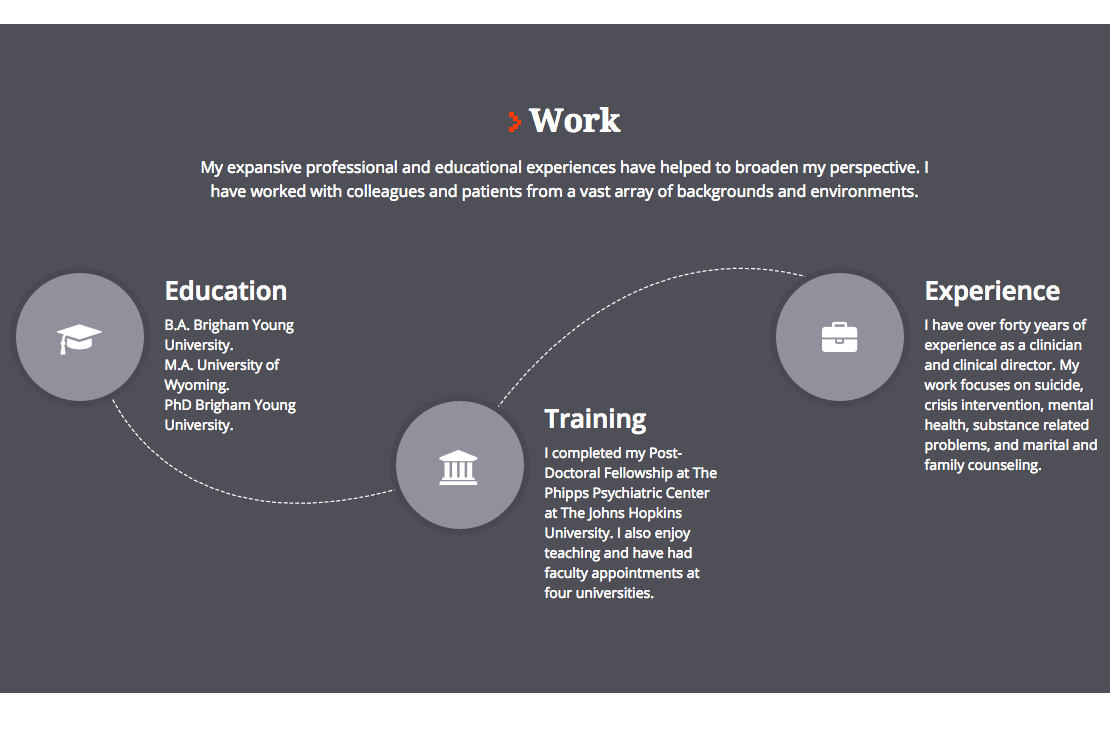 Work
My expansive professional and educational experiences have helped to broaden my perspective. I
have worked with colleagues and patients from a vast array of backgrounds and environments.
Education
B.A. Brigham Young
University.
M.A. University of
Wyoming.
PhD Brigham Young
University.
Training
I completed my Post-
Doctoral Fellowship at The
Phipps Psychiatric Center
at The Johns Hopkins
University. I also enjoy
teaching and have had
faculty appointments at
four universities.
Experience
I have over forty years of
experience as a clinician
and clinical director. My
work focuses on suicide,
crisis intervention, mental
health, substance related
problems, and marital and
family counseling.